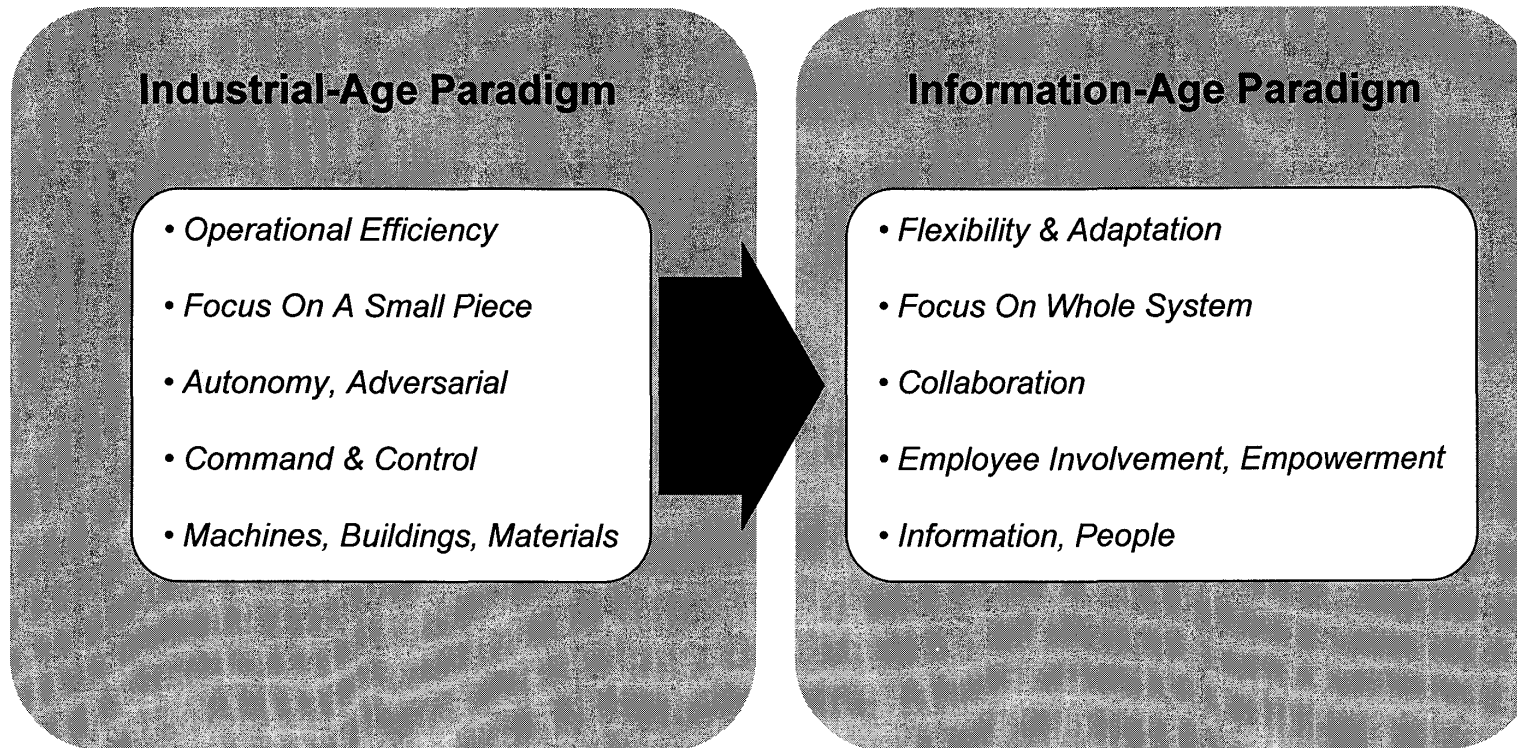 Industrial-Age Paradigm
• Operational Efficiency
• Focus On A Small Piece
• Autonomy, Adversarial
• Command & Control
• Machines, Buildings, Materials
Information-Age Paradigm
• Flexibility & Adaptation
• Focus On Whole System
• Collaboration
• Employee Involvement, Empowerment
• Information, People